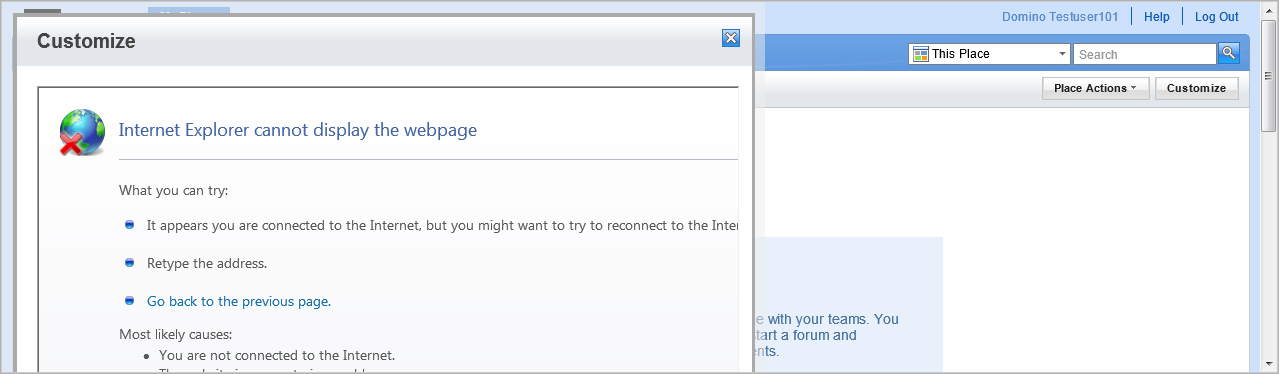 Domino Testuser101 Help Log Out
Customize
This Place Search
Place Actions Customize
Internet Explorer cannot display the webpage
What you can try:
It appears you are connected to the Internet, but you might want to try to reconnect to the
Retype the address.
Go back to the previous page.
Most likely causes:
You are not connected to the Internet.
with your teams. You
start a forum and